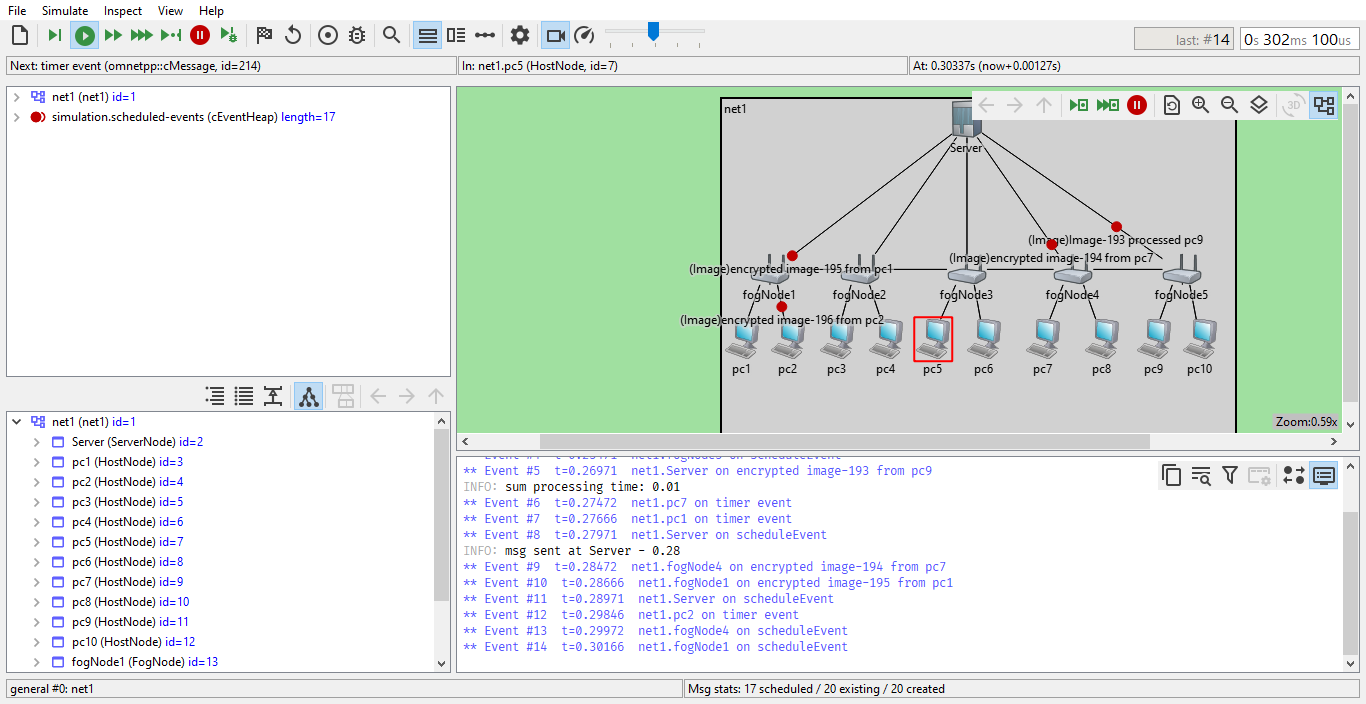 File Simulate Inspect View Help
last: #14 0s 302ms 100us
Next: timer event (omnetpp::cMessage, id=214) In: net1.pc5 (HostNode, id=7) At: 0.30337s (now+0.00127s)
net1 (net1) id=1
simulation.scheduled-events (cEventHeap) length=17
net1
3D
Server
(Image)Image-193 processed pc9
(Image)encrypted image-194 from pc7
(Image)encrypted image-195 from pc1
fogNode1 fogNode2 fogNode3 fogNode4 fogNode5
(Image)encrypted image-196 from pc2
pc1 pc2 pc3 pc4 pc5 pc6 pc7 pc8 pc9 pc10
Zoom:0.59x
net1 (net1) id=1
Server (ServerNode) id=2
pc1 (HostNode) id=3
pc2 (HostNode) id=4
pc3 (HostNode) id=5
pc4 (HostNode) id=6
pc5 (HostNode) id=7
pc6 (HostNode) id=8
pc7 (HostNode) id=9
pc8 (HostNode) id=10
pc9 (HostNode) id=11
pc10 (HostNode) id=12
fogNode1 (FogNode) id=13
** Event #5 t=0.26971 net1.Server on encrypted image-193 from pc9
INFO: sum processing time: 0.01
** Event #6 t=0.27472 net1.pc7 on timer event
** Event #7 t=0.27666 net1.pc1 on timer event
** Event #8 t=0.27971 net1.Server on scheduleEvent
INFO: msg sent at Server - 0.28
** Event #9 t=0.28472 net1.fogNode4 on encrypted image-194 from pc7
** Event #10 t=0.28666 net1.fogNode1 on encrypted image-195 from pc1
** Event #11 t=0.28971 net1.Server on scheduleEvent
** Event #12 t=0.29846 net1.pc2 on timer event
** Event #13 t=0.29972 net1.fogNode4 on scheduleEvent
** Event #14 t=0.30166 net1.fogNode1 on scheduleEvent
general #0: net1 Msg stats: 17 scheduled / 20 existing / 20 created